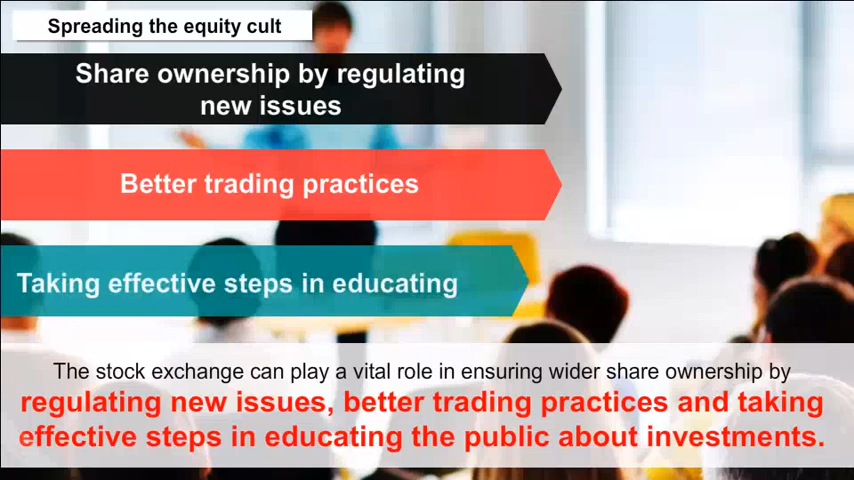 Spreading the equity cult
Share ownership by regulating
new issues
Better trading practices
Taking effective steps in educating
The stock exchange can play a vital role in ensuring wider share ownership by
regulating new issues, better trading practices and taking
effective steps in educating the public about investments.